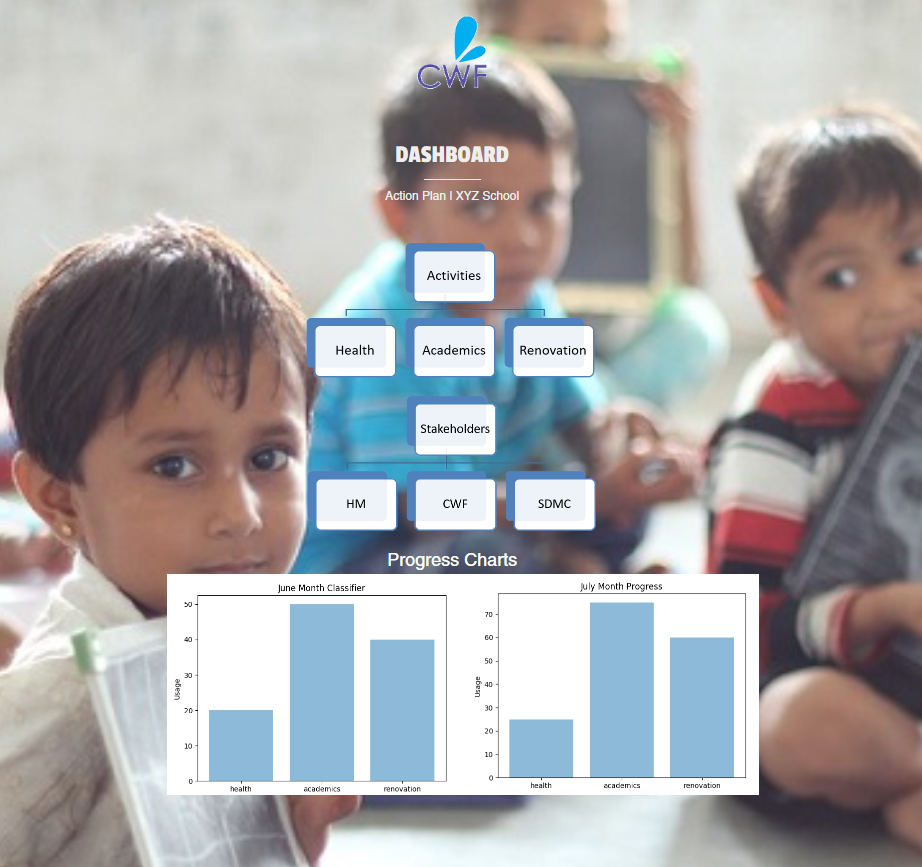 CWF
DASHBOARD
Action Plan | XYZ School
Activities
Health Academics Renovation
Stakeholders
HM CWF SDMC
Progress Charts
June Month Classifier
50
40
30
20
10
0
Usage
health academics renovation
July Month Progress
70
60
50
40
30
20
10
0
Usage
health academics renovation